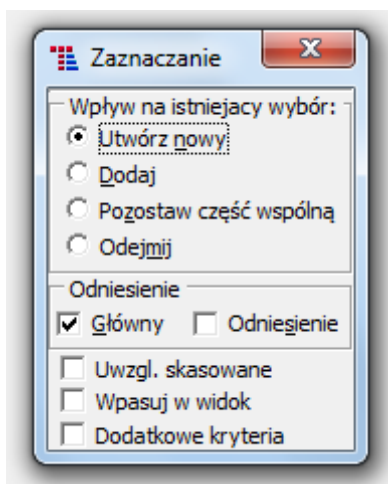 Zaznaczanie
Wpływ na istniejacy wybór:
Utwórz nowy
Dodaj
Pozostaw część wspólną
Odejmij
Odniesienie
Główny Odniesienie
Uwzgl. skasowane
Wpasuj w widok
Dodatkowe kryteria